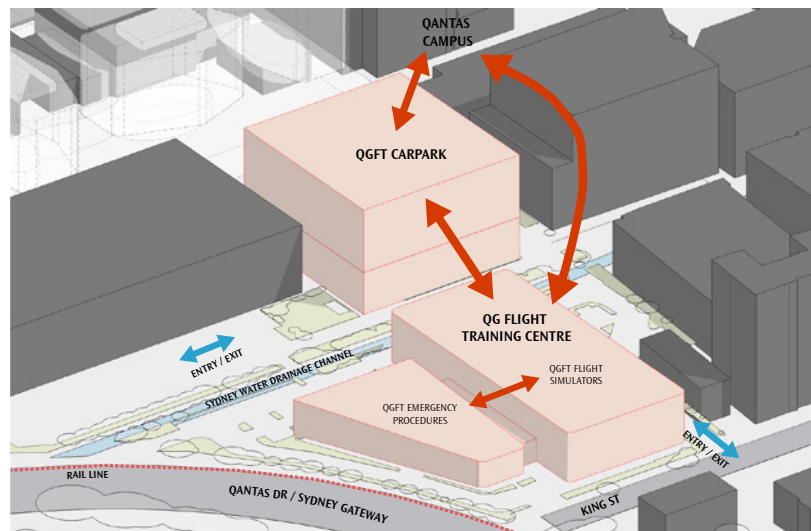 QANTAS
CAMPUS
QGFT CARPARK
QG FLIGHT
TRAINING CENTRE
QGFT FLIGHT
SIMULATORS
QGFT EMERGENCY
PROCEDURES
ENTRY / EXIT
SYDNEY WATER DRAINAGE CHANNEL
ENTRY / EXIT
RAIL LINE
QANTAS DR / SYDNEY GATEWAY
KING ST